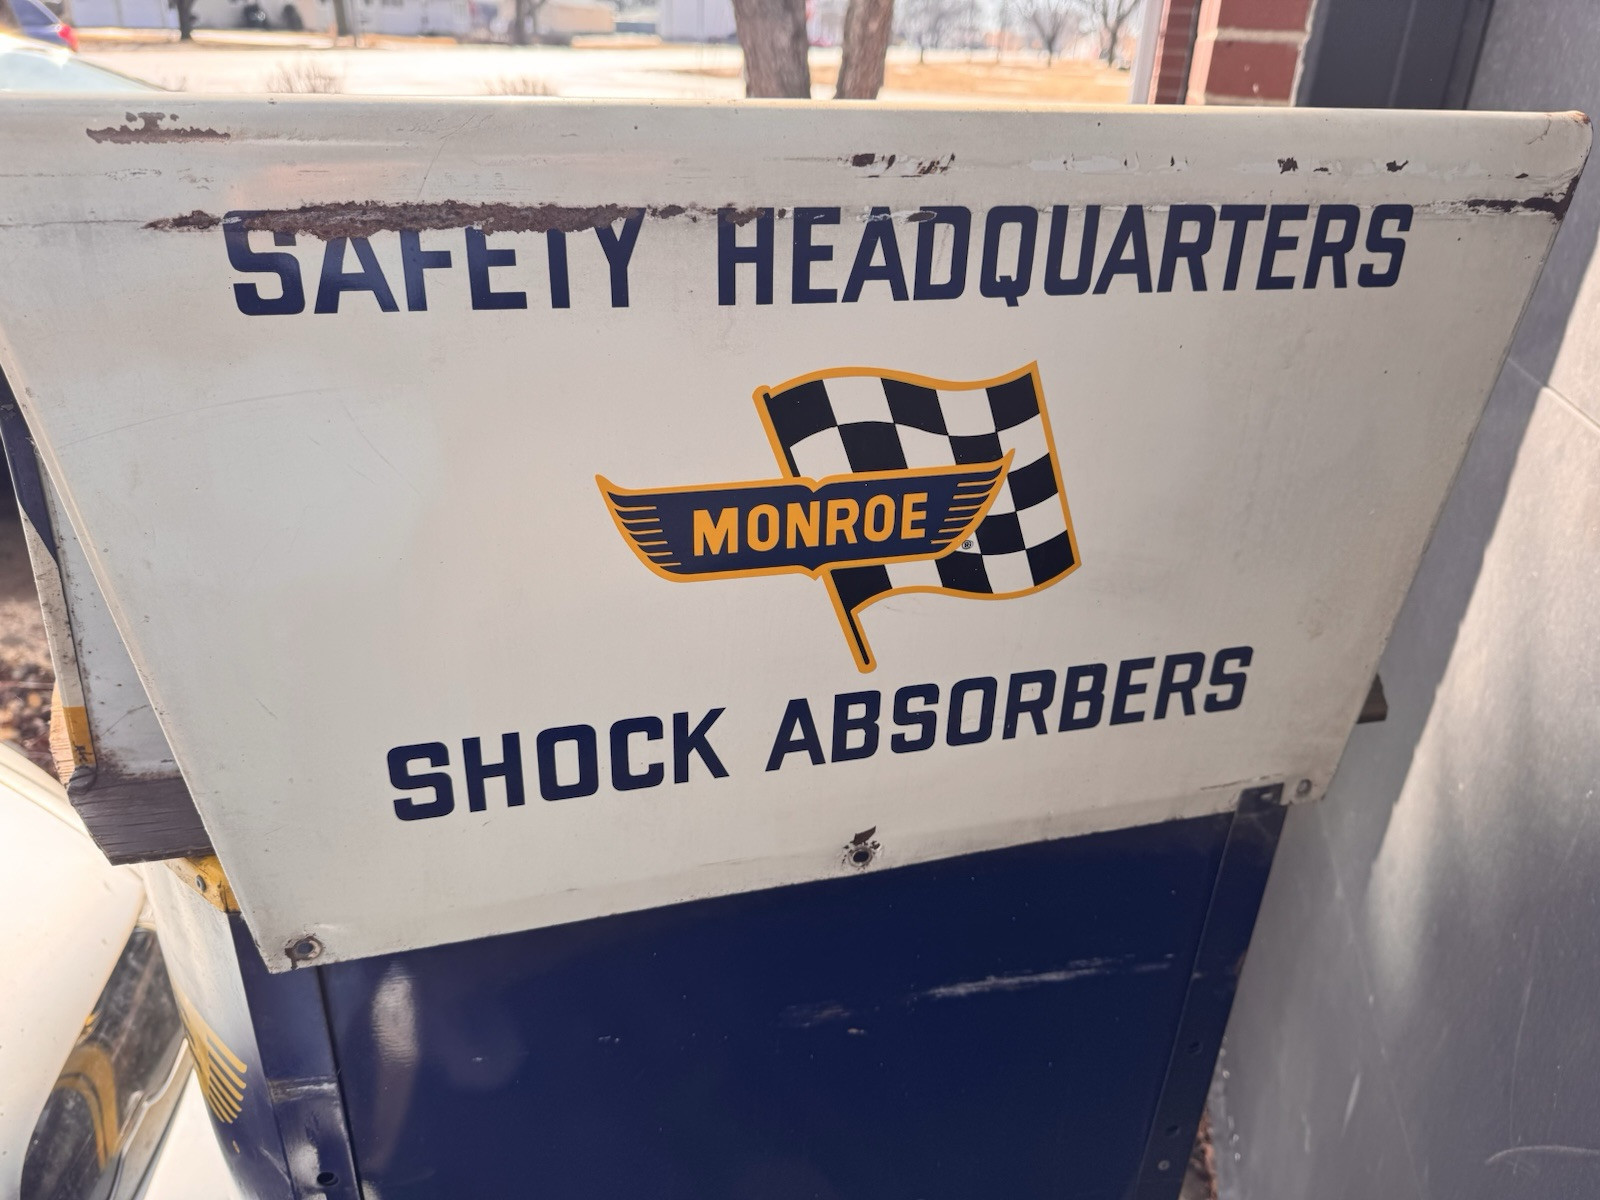 SAFETY HEADQUARTERS
MONROE
®
SHOCK ABSORBERS